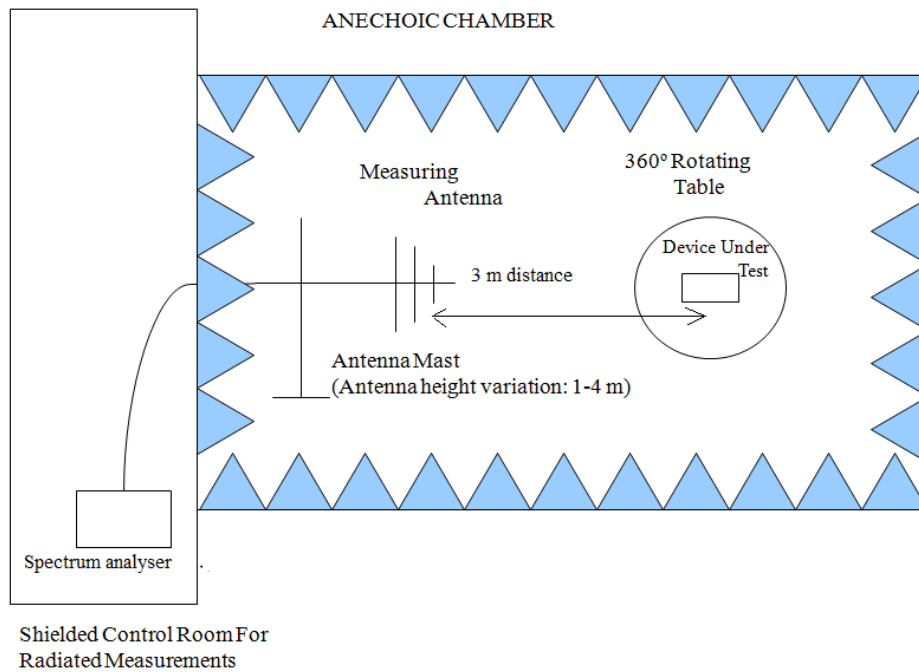 ANECHOIC CHAMBER
Measuring
Antenna
360º Rotating
Table
Device Under
Test
3 m distance
Antenna Mast
(Antenna height variation: 1-4 m)
Spectrum analyser
Shielded Control Room For
Radiated Measurements